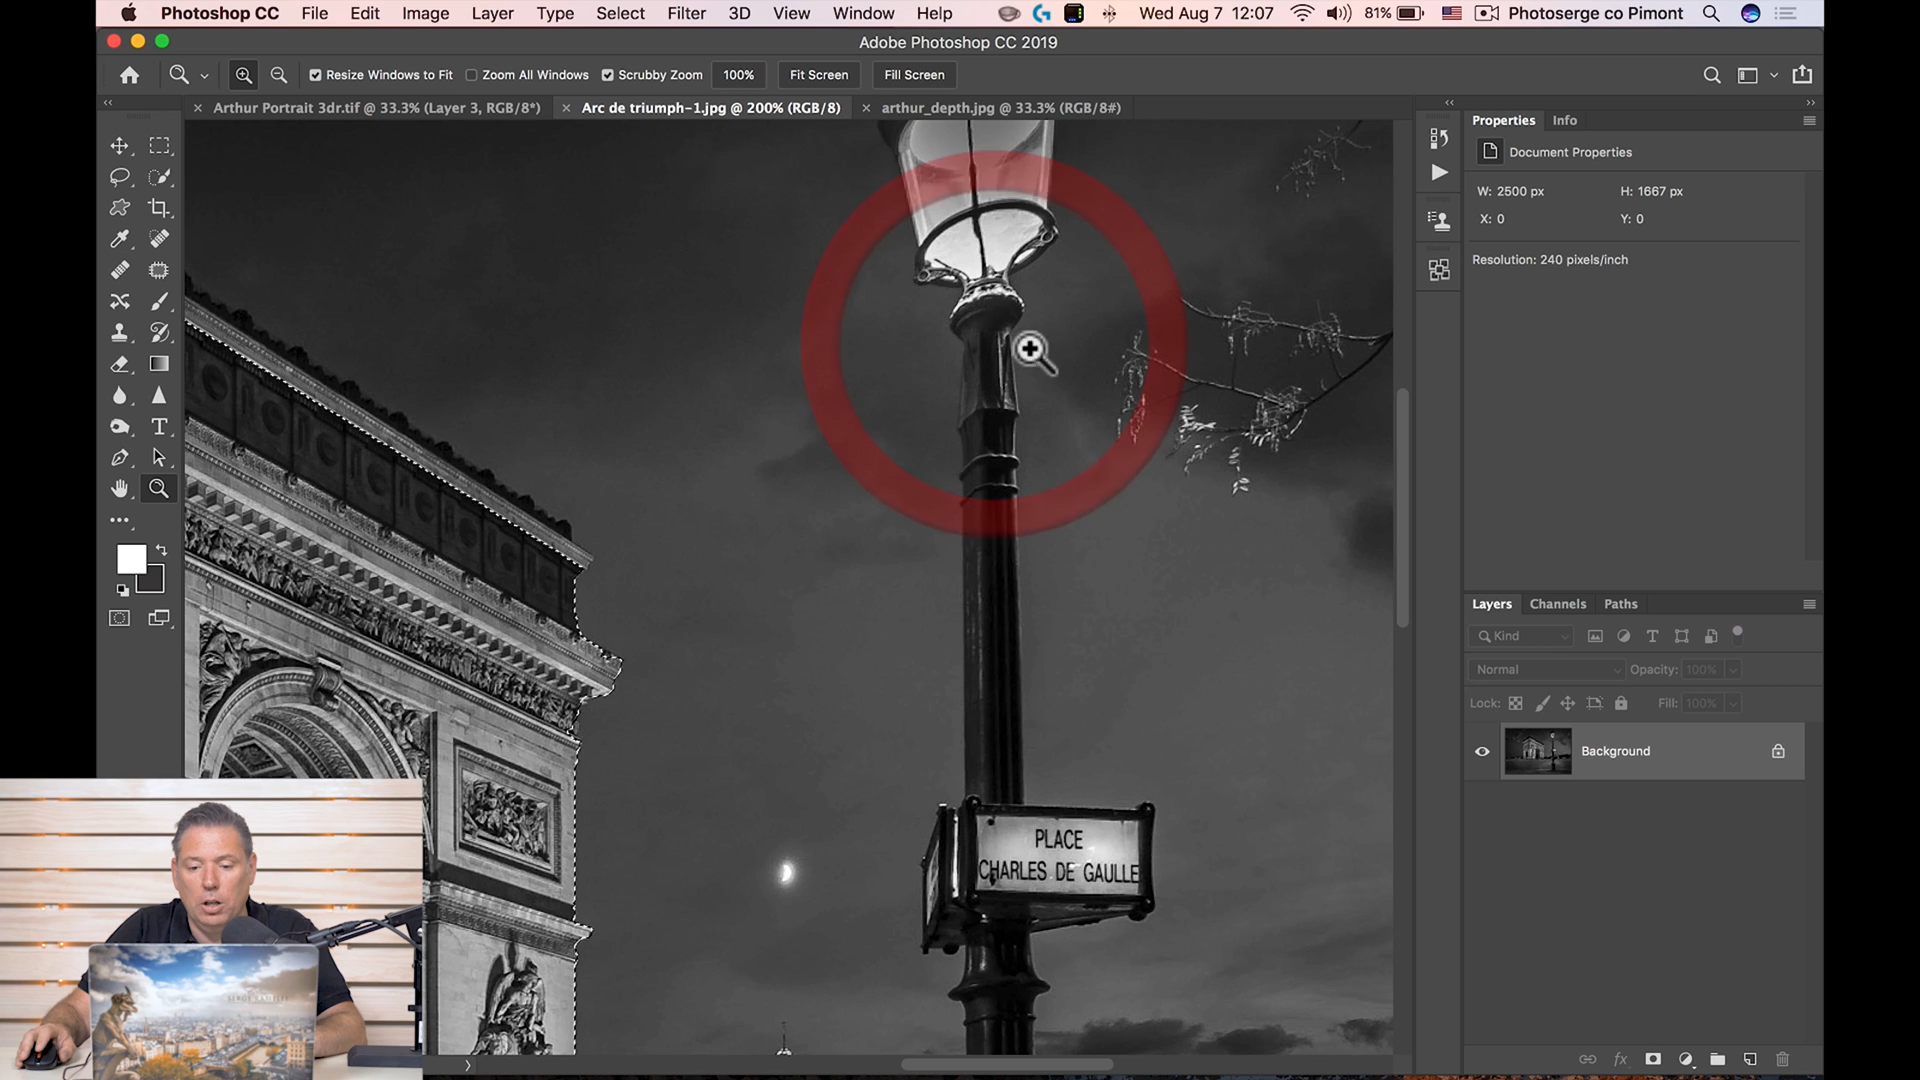 Photoshop CC File Edit Image Layer Type Select Filter 3D View Window Help Wed Aug 7 12:07 81% Photoserge co Pimont
Adobe Photoshop CC 2019
Resize Windows to Fit Zoom All Windows Scrubby Zoom 100% Fit Screen Fill Screen
Arthur Portrait 3dr.tif @ 33.3% (Layer 3, RGB/8*) Arc de triumph-1.jpg @ 200% (RGB/8) arthur_depth.jpg @ 33.3% (RGB/8#)
Properties Info
Document Properties
W: 2500 px H: 1667 px
X: 0 Y: 0
Resolution: 240 pixels/inch
PLACE
CHARLES DE GAULLE
Layers Channels Paths
Kind
Normal Opacity: 100%
Lock: Fill: 100%
Background